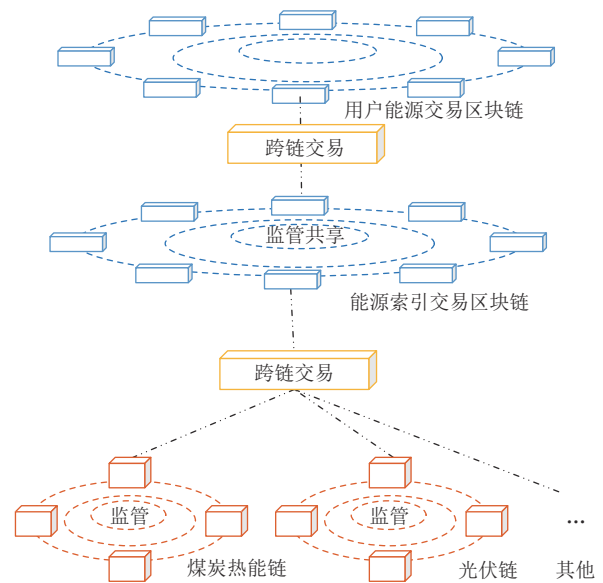 用户能源交易区块链
跨链交易
监管共享
能源索引交易区块链
跨链交易
监管
监管
...
煤炭热能链
光伏链
其他